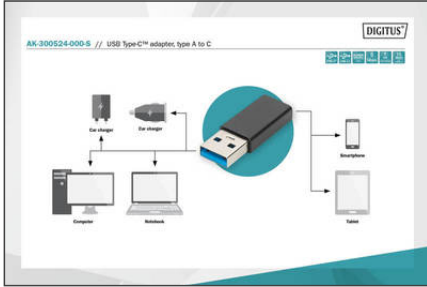 DIGITUS®
AK-300524-000-S // USB Type-C™ adapter, type A to C
Car charger
Car charger
Smartphone
Computer
Notebook
Tablet